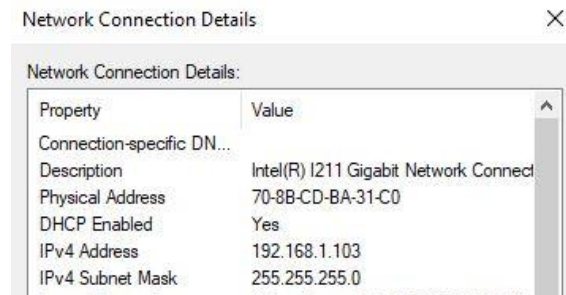 Network Connection Details
Network Connection Details:
Property Value
Connection-specific DN...
Description Intel(R) I211 Gigabit Network Connect
Physical Address 70-8B-CD-BA-31-C0
DHCP Enabled Yes
IPv4 Address 192.168.1.103
IPv4 Subnet Mask 255.255.255.0